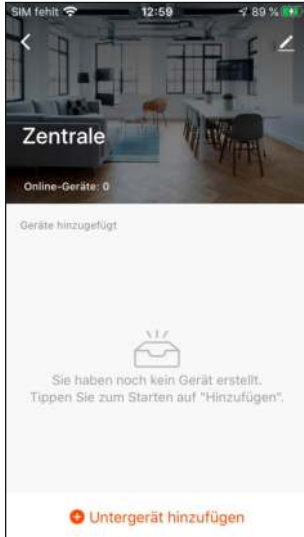 SIM fehlt 12:59 89 %
Zentrale
Online-Geräte: 0
Geräte hinzugefügt
Sie haben noch kein Gerät erstellt.
Tippen Sie zum Starten auf "Hinzufügen".
Untergerät hinzufügen